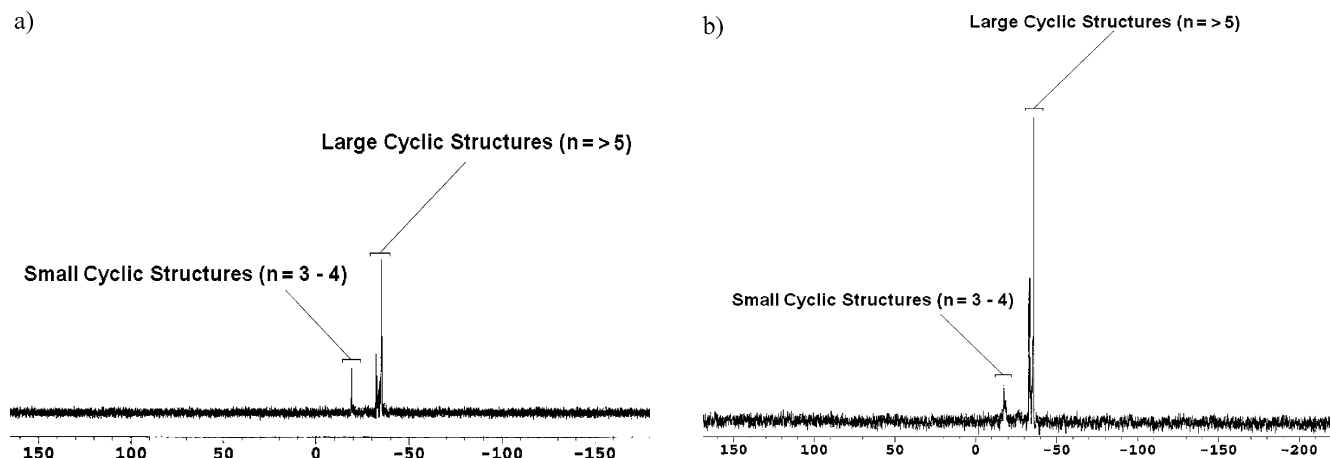 a)
Large Cyclic Structures (n = > 5)
Small Cyclic Structures (n = 3 - 4)
150 100 50 0 -50 -100 -150
b)
Large Cyclic Structures (n = > 5)
Small Cyclic Structures (n = 3 - 4)
150 100 50 0 -50 -100 -150 -200